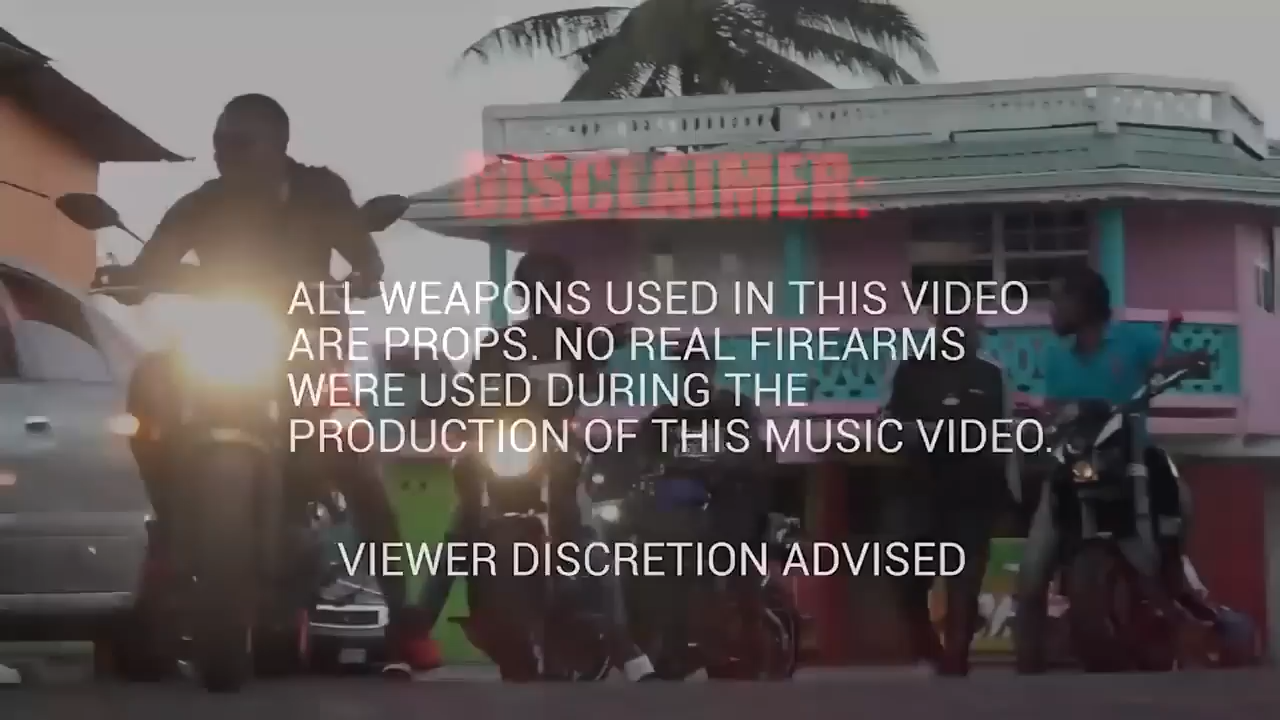 DISCLAIMER:
ALL WEAPONS USED IN THIS VIDEO
ARE PROPS. NO REAL FIREARMS
WERE USED DURING THE
PRODUCTION OF THIS MUSIC VIDEO.
VIEWER DISCRETION ADVISED